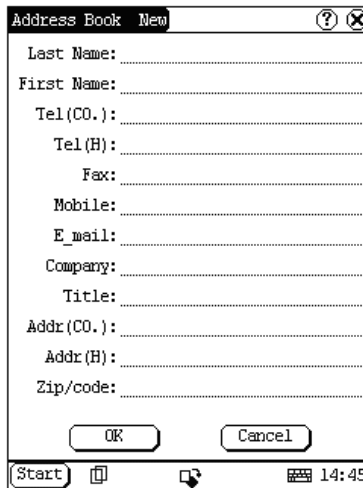 Address Book New ?
Last Name:
First Name:
Tel(CO.):
Tel(H):
Fax:
Mobile:
E_mail:
Company:
Title:
Addr(CO.):
Addr(H):
Zip/code:
OK Cancel
Start 14:45